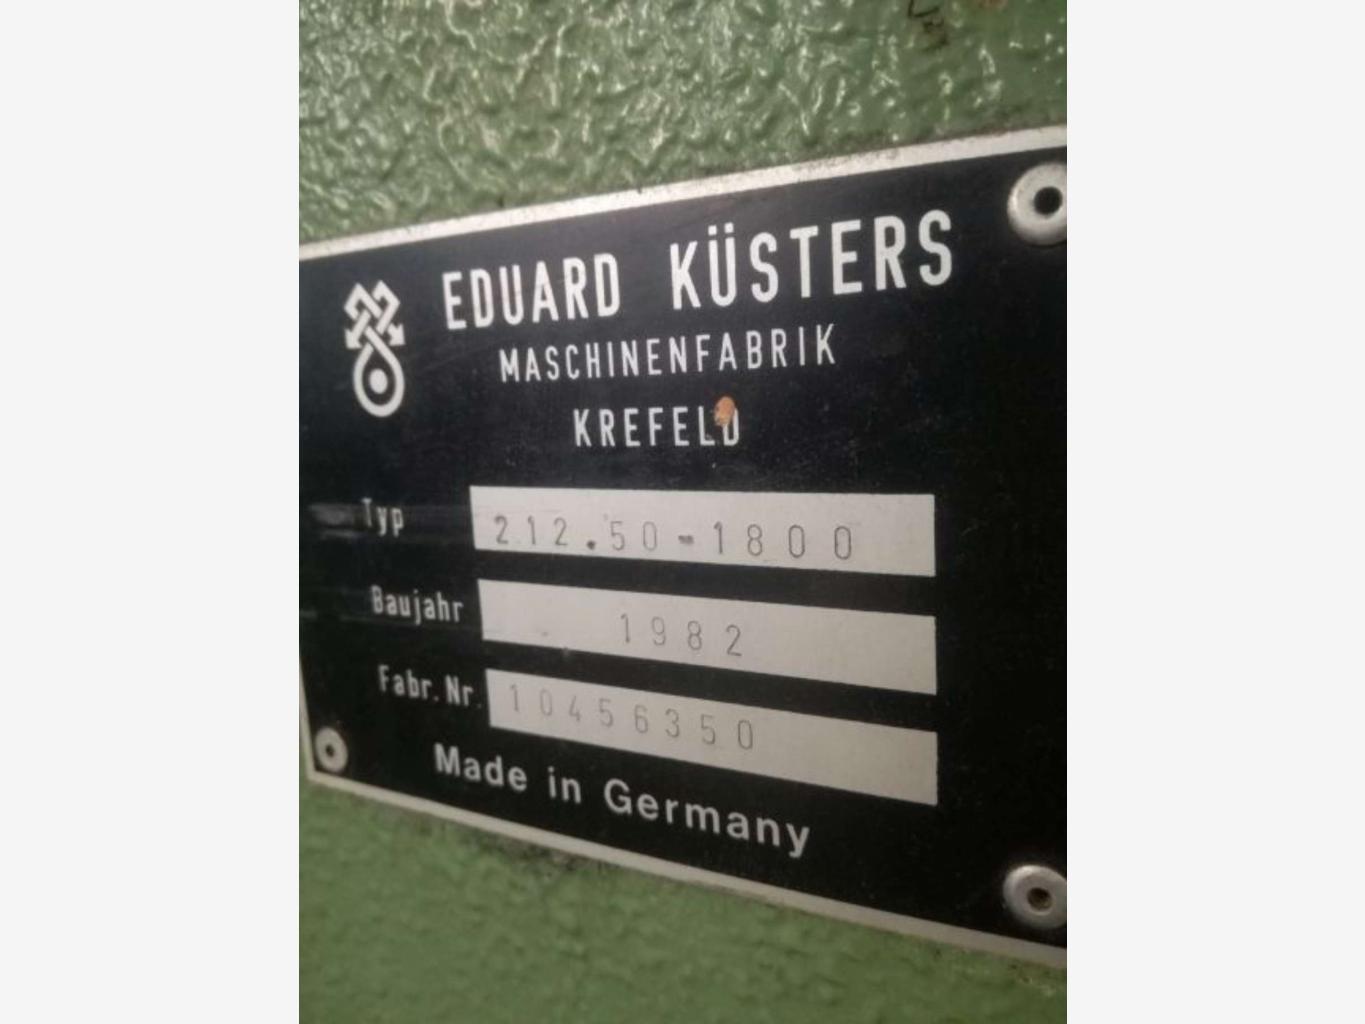 EDUARD KÜSTERS
MASCHINENFABRIK
KREFELD
Typ 212.50-1800
Baujahr 1982
Fabr. Nr. 10456350
Made in Germany